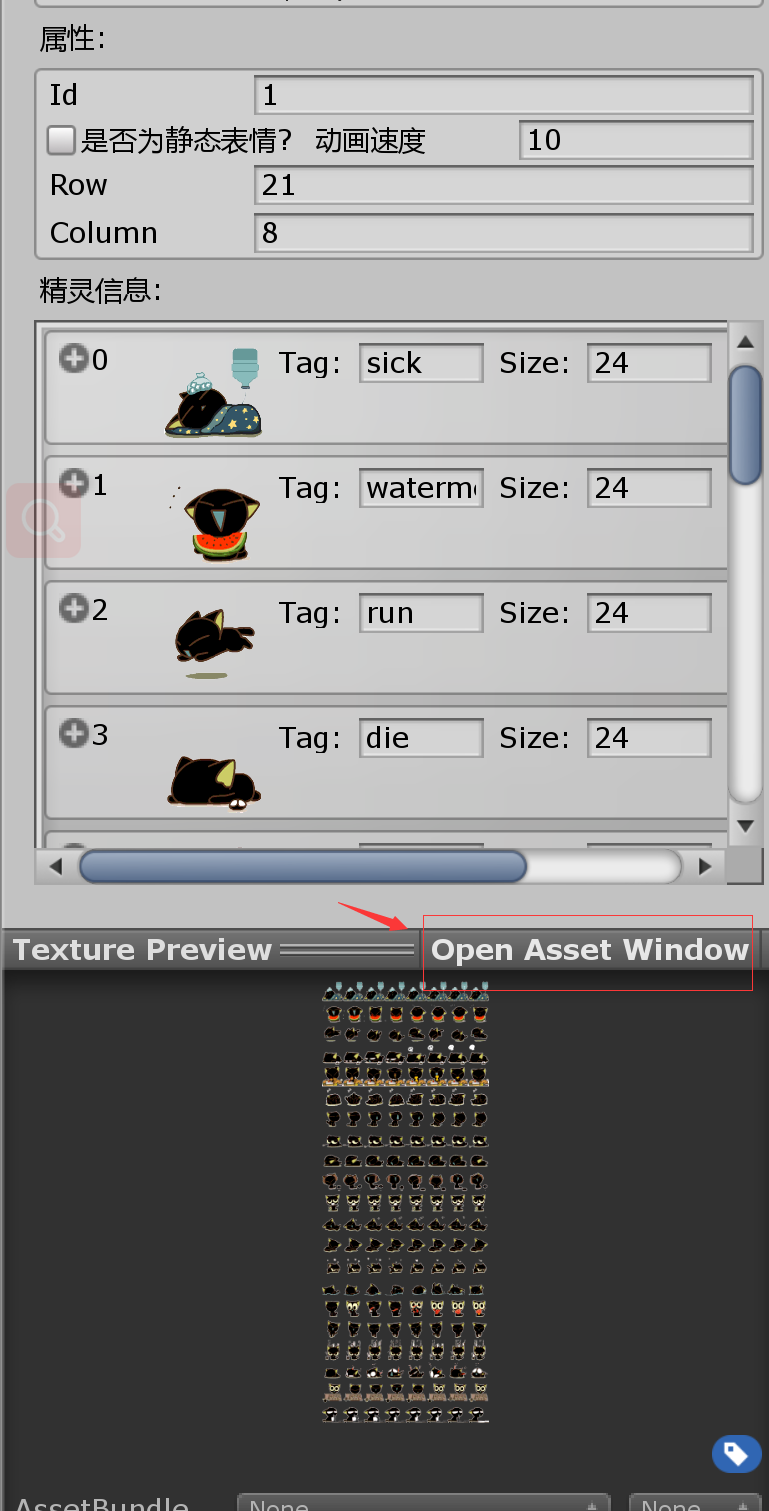 属性:
Id 1
是否为静态表情? 动画速度 10
Row 21
Column 8
精灵信息:
0 Tag: sick Size: 24
1 Tag: Size: 24
2 Tag: run Size: 24
3 Tag: die Size: 24
Texture Preview Open Asset Window
AssetBundle None None